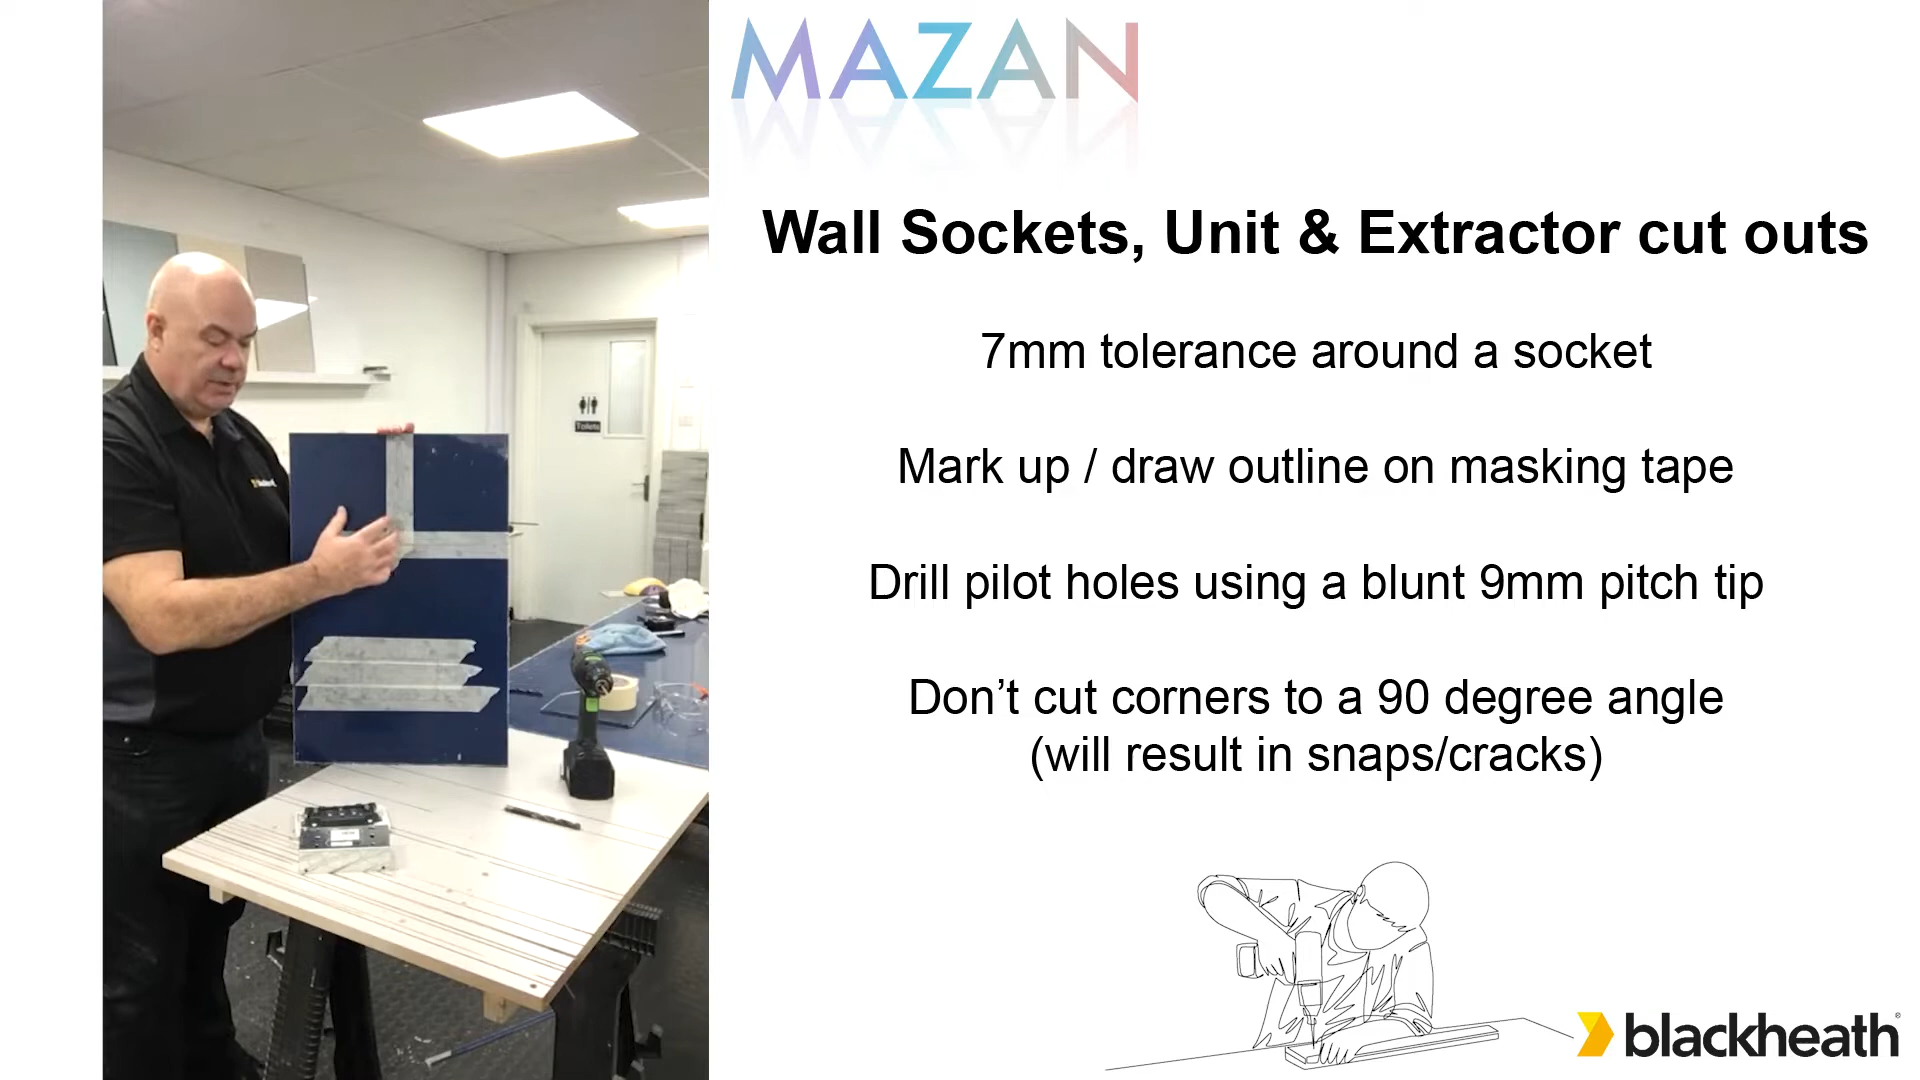 MAZAN
Wall Sockets, Unit & Extractor cut outs
7mm tolerance around a socket
Mark up / draw outline on masking tape
Drill pilot holes using a blunt 9mm pitch tip
Don’t cut corners to a 90 degree angle
(will result in snaps/cracks)
Toilets
blackheath®